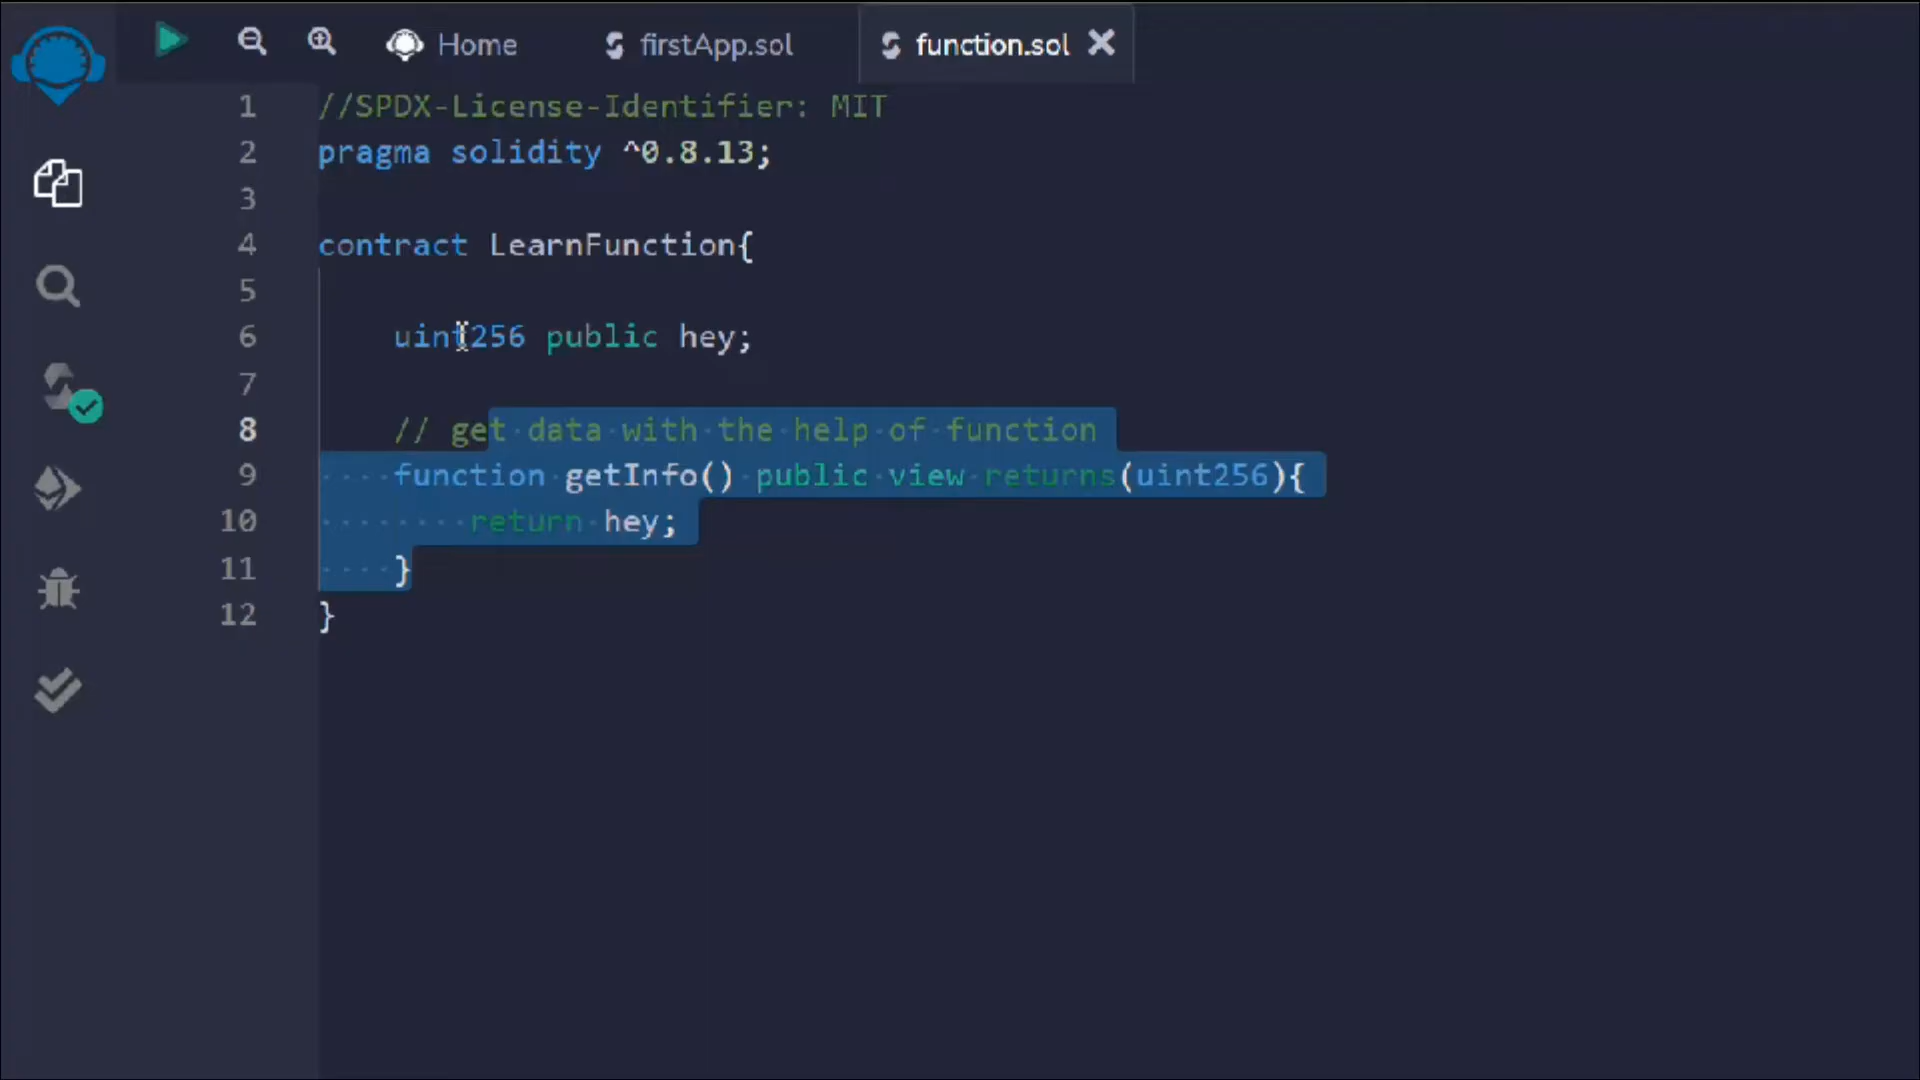 Home firstApp.sol function.sol
1 //SPDX-License-Identifier: MIT
2 pragma solidity ^0.8.13;
3
4 contract LearnFunction{
5
6 uint256 public hey;
7
8 // get data with the help of function
9 function getInfo() public view returns(uint256){
10 return hey;
11 }
12 }